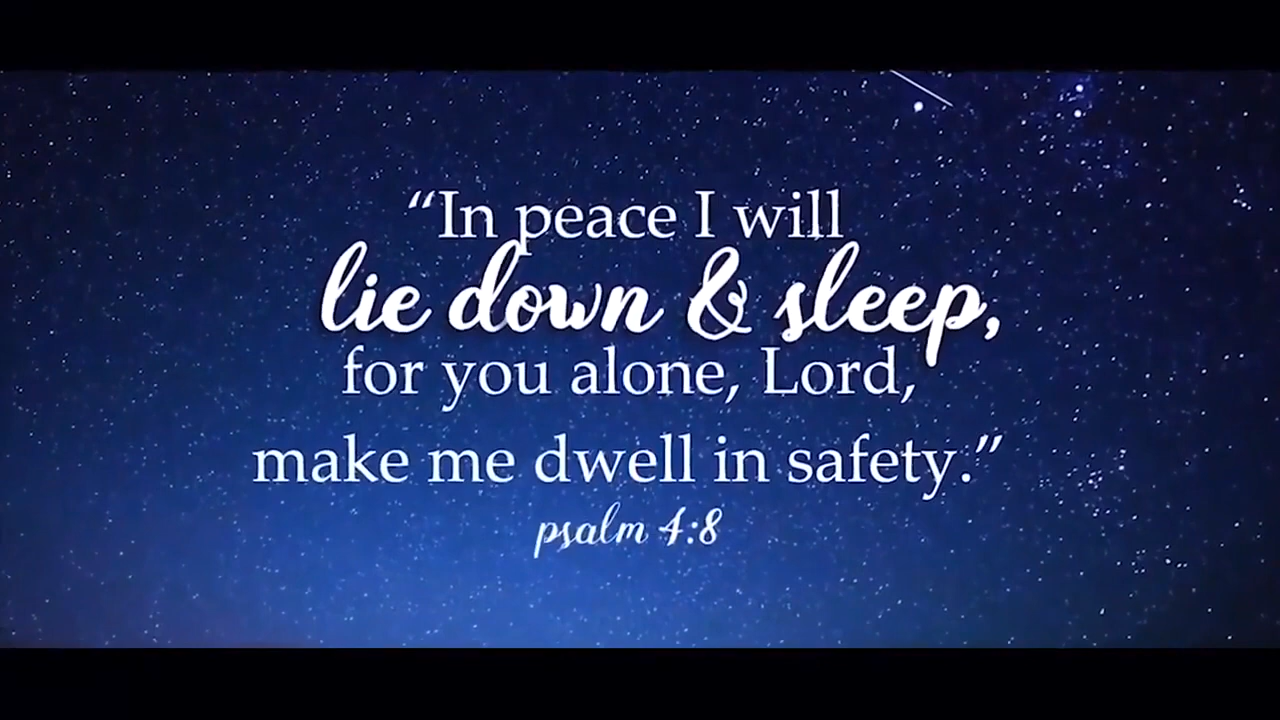 “In peace I will
lie down & sleep,
for you alone, Lord,
make me dwell in safety.”
psalm 4:8